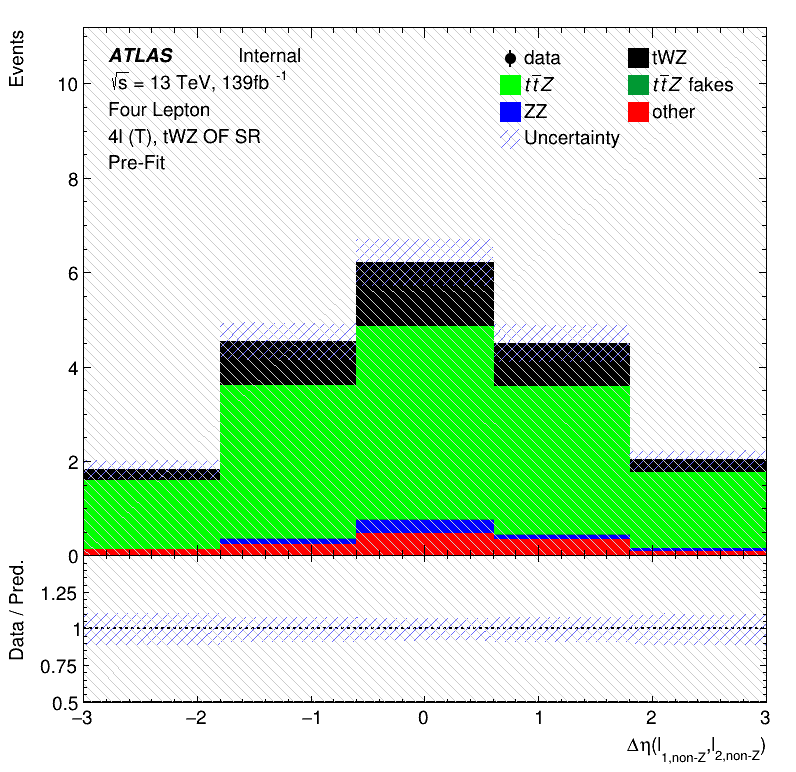 Events
ATLAS Internal
√s = 13 TeV, 139fb -1
Four Lepton
4l (T), tWZ OF SR
Pre-Fit
data
tWZ
tt̄Z
tt̄Z fakes
ZZ
other
Uncertainty
10
8
6
4
2
0
Data / Pred.
1.25
1
0.75
0.5
−3 −2 −1 0 1 2 3
Δη(l1,non-Z,l2,non-Z)